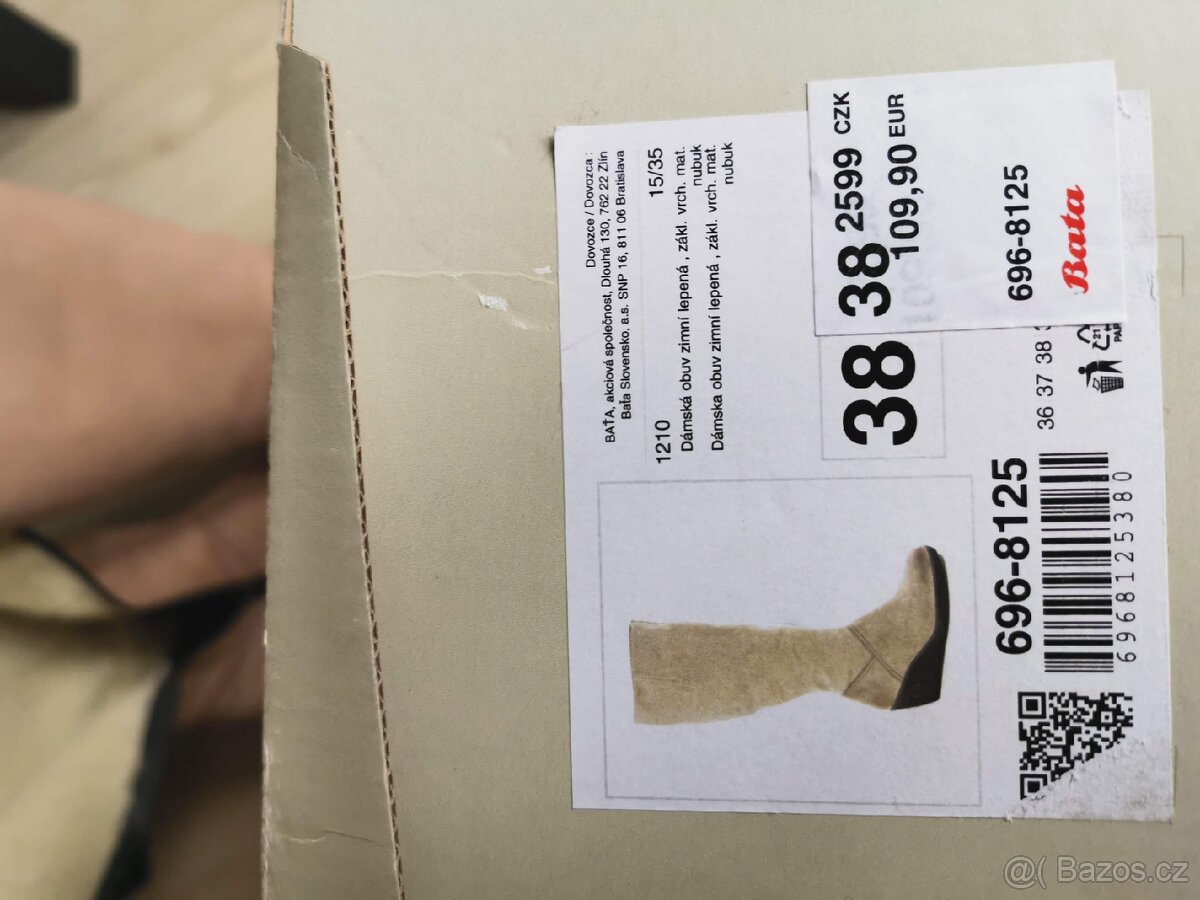 Dovozce / Dovozca :
BAŤA, akciová společnost, Dlouhá 130, 762 22 Zlín
Baťa Slovensko, a.s. SNP 16, 811 06 Bratislava
1210 15/35
Dámská obuv zimní lepená , zákl. vrch. mat.
nubuk
Dámska obuv zimní lepená , zákl. vrch. mat.
nubuk
38
38 2599 CZK
109,90 EUR
696-8125
Bata
696-8125
36 37 38
21
PAP
6968125380
@( Bazos.cz